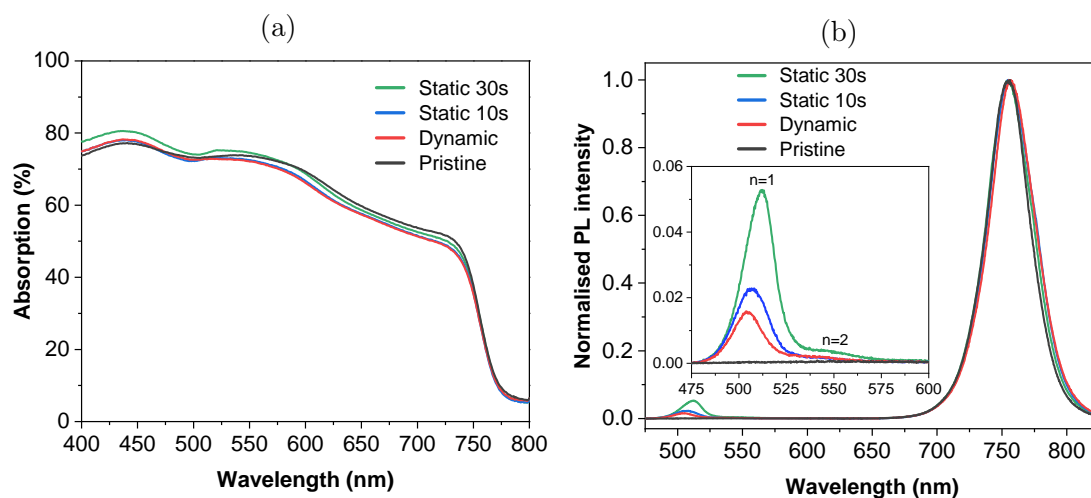 (a)
100
80
60
40
20
0
Absorption (%)
Static 30s
Static 10s
Dynamic
Pristine
400 450 500 550 600 650 700 750 800
Wavelength (nm)
(b)
1.0
0.8
0.6
0.4
0.2
0.0
Normalised PL intensity
Static 30s
Static 10s
Dynamic
Pristine
0.06
0.04
0.02
0.00
n=1
n=2
475 500 525 550 575 600
500 550 600 650 700 750 800
Wavelength (nm)